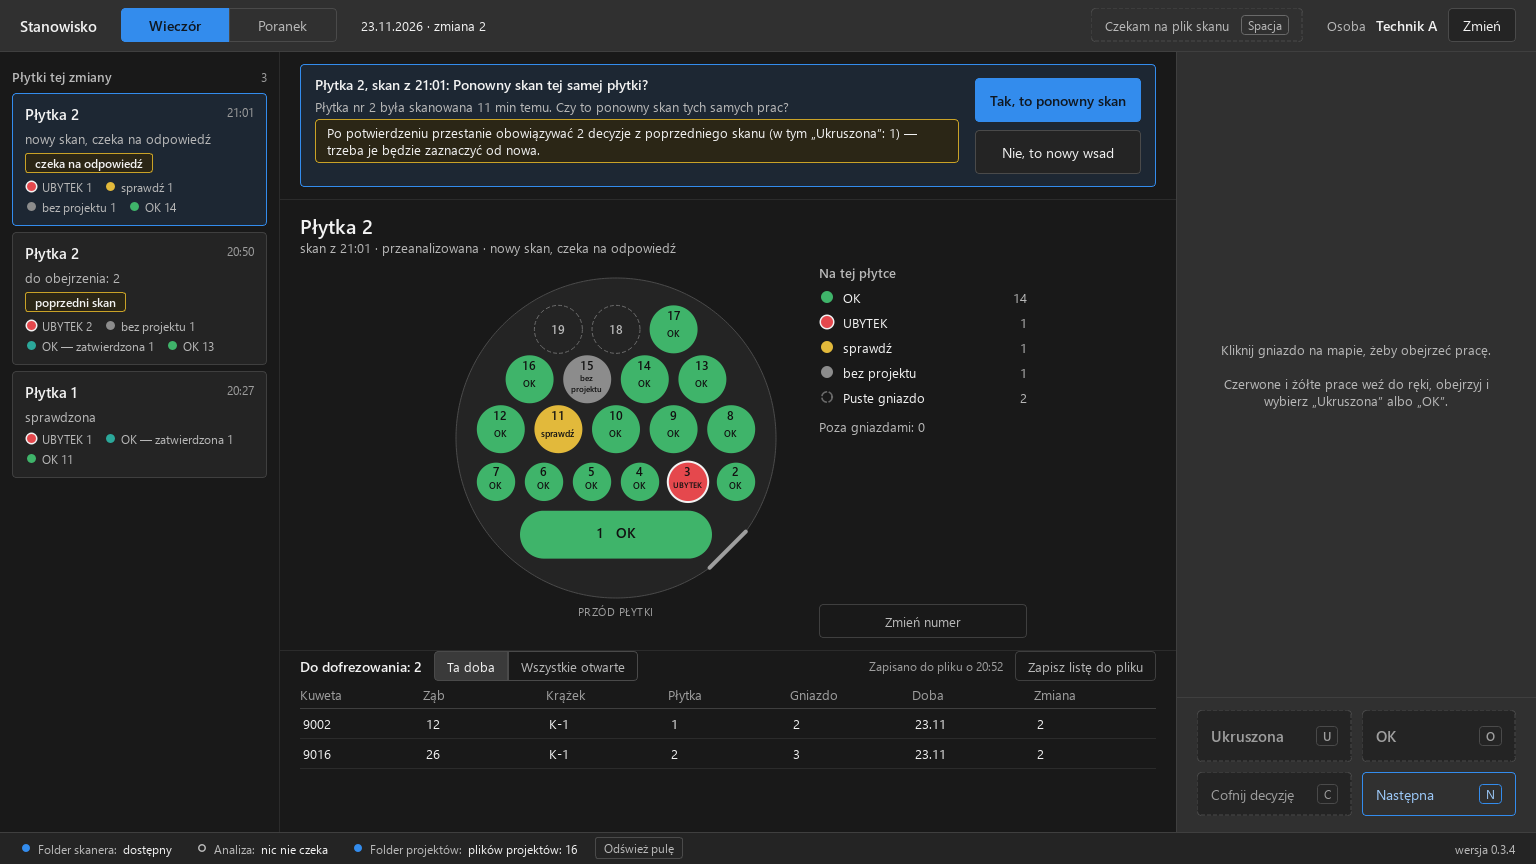 Stanowisko
Wieczór
Poranek
23.11.2026 · zmiana 2
Czekam na plik skanu Spacja
Osoba Technik A
Zmień
Płytki tej zmiany 3
Płytka 2 21:01
nowy skan, czeka na odpowiedź
czeka na odpowiedź
UBYTEK 1 sprawdź 1
bez projektu 1 OK 14
Płytka 2 20:50
do obejrzenia: 2
poprzedni skan
UBYTEK 2 bez projektu 1
OK — zatwierdzona 1 OK 13
Płytka 1 20:27
sprawdzona
UBYTEK 1 OK — zatwierdzona 1
OK 11
Płytka 2, skan z 21:01: Ponowny skan tej samej płytki?
Płytka nr 2 była skanowana 11 min temu. Czy to ponowny skan tych samych prac?
Po potwierdzeniu przestanie obowiązywać 2 decyzje z poprzedniego skanu (w tym „Ukruszona”: 1) —
trzeba je będzie zaznaczyć od nowa.
Tak, to ponowny skan
Nie, to nowy wsad
Płytka 2
skan z 21:01 · przeanalizowana · nowy skan, czeka na odpowiedź
19
18
17
OK
16
OK
15
bez
projektu
14
OK
13
OK
12
OK
11
sprawdź
10
OK
9
OK
8
OK
7
OK
6
OK
5
OK
4
OK
3
UBYTEK
2
OK
1 OK
PRZÓD PŁYTKI
Na tej płytce
OK 14
UBYTEK 1
sprawdź 1
bez projektu 1
Puste gniazdo 2
Poza gniazdami: 0
Zmień numer
Do dofrezowania: 2
Ta doba
Wszystkie otwarte
Zapisano do pliku o 20:52
Zapisz listę do pliku
Kuweta Ząb Krążek Płytka Gniazdo Doba Zmiana
9002 12 K-1 1 2 23.11 2
9016 26 K-1 2 3 23.11 2
Kliknij gniazdo na mapie, żeby obejrzeć pracę.
Czerwone i żółte prace weź do ręki, obejrzyj i
wybierz „Ukruszona” albo „OK”.
Ukruszona U
OK O
Cofnij decyzję C
Następna N
Folder skanera: dostępny
Analiza: nic nie czeka
Folder projektów: plików projektów: 16
Odśwież pulę
wersja 0.3.4